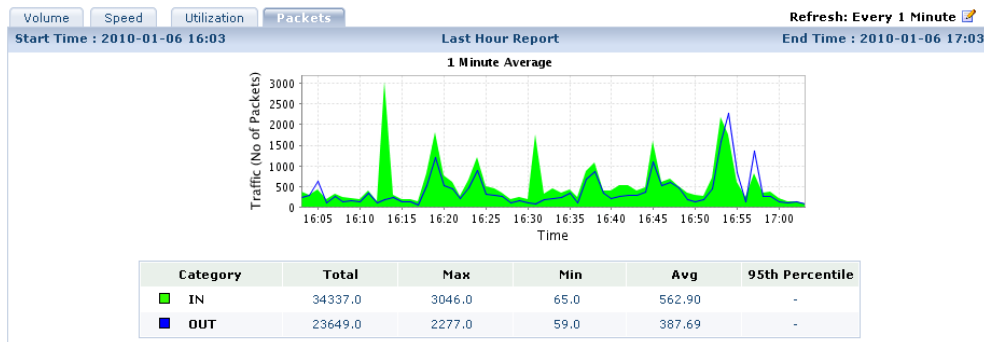 Volume Speed Utilization Packets Refresh: Every 1 Minute
Start Time : 2010-01-06 16:03 Last Hour Report End Time : 2010-01-06 17:03
1 Minute Average
Traffic (No of Packets)
3000
2500
2000
1500
1000
500
0
16:05 16:10 16:15 16:20 16:25 16:30 16:35 16:40 16:45 16:50 16:55 17:00
Time
Category Total Max Min Avg 95th Percentile
IN 34337.0 3046.0 65.0 562.90 -
OUT 23649.0 2277.0 59.0 387.69 -